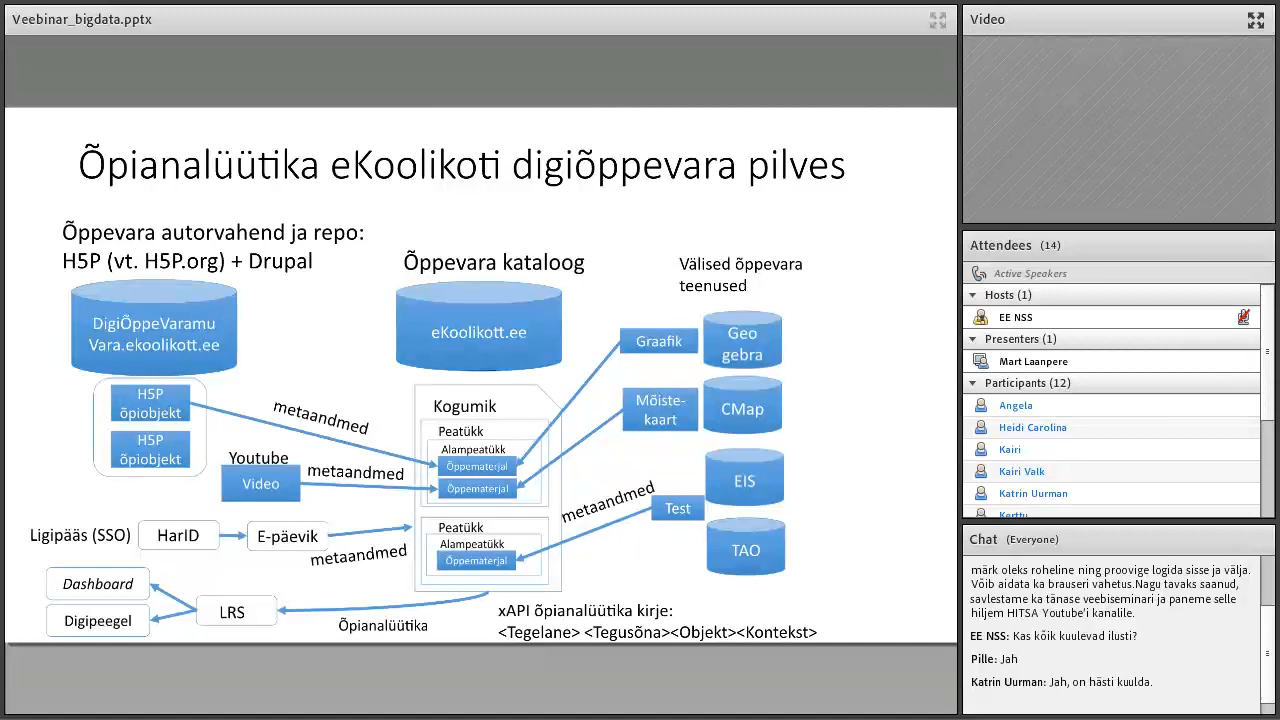 Veebinar_bigdata.pptx
Õpianalüütika eKoolikoti digiõppevara pilves
Õppevara autorvahend ja repo:
H5P (vt. H5P.org) + Drupal
Õppevara kataloog
Välised õppevara
teenused
DigiÕppeVaramu
Vara.ekoolikott.ee
eKoolikott.ee
Graafik
Geo
gebra
H5P
õpiobjekt
H5P
õpiobjekt
metaandmed
Kogumik
Mõiste-
kaart
CMap
Peatükk
Alampeatükk
Õppematerjal
Õppematerjal
Youtube
Video
metaandmed
EIS
metaandmed
Test
Ligipääs (SSO)
HarID
E-päevik
metaandmed
Peatükk
Alampeatükk
Õppematerjal
TAO
Dashboard
Digipeegel
LRS
Õpianalüütika
xAPI õpianalüütika kirje:
<Tegelane> <Tegusõna><Objekt><Kontekst>
Video
Attendees (14)
Active Speakers
Hosts (1)
EE NSS
Presenters (1)
Mart Laanpere
Participants (12)
Angela
Heidi Carolina
Kairi
Kairi Valk
Katrin Uurman
Kerttu
Chat (Everyone)
märk oleks roheline ning proovige logida sisse ja välja.
Võib aidata ka brauseri vahetus.Nagu tavaks saanud,
savlestame ka tänase veebiseminari ja paneme selle
hiljem HITSA Youtube'i kanalile.
EE NSS: Kas kõik kuulevad ilusti?
Pille: Jah
Katrin Uurman: Jah, on hästi kuulda.